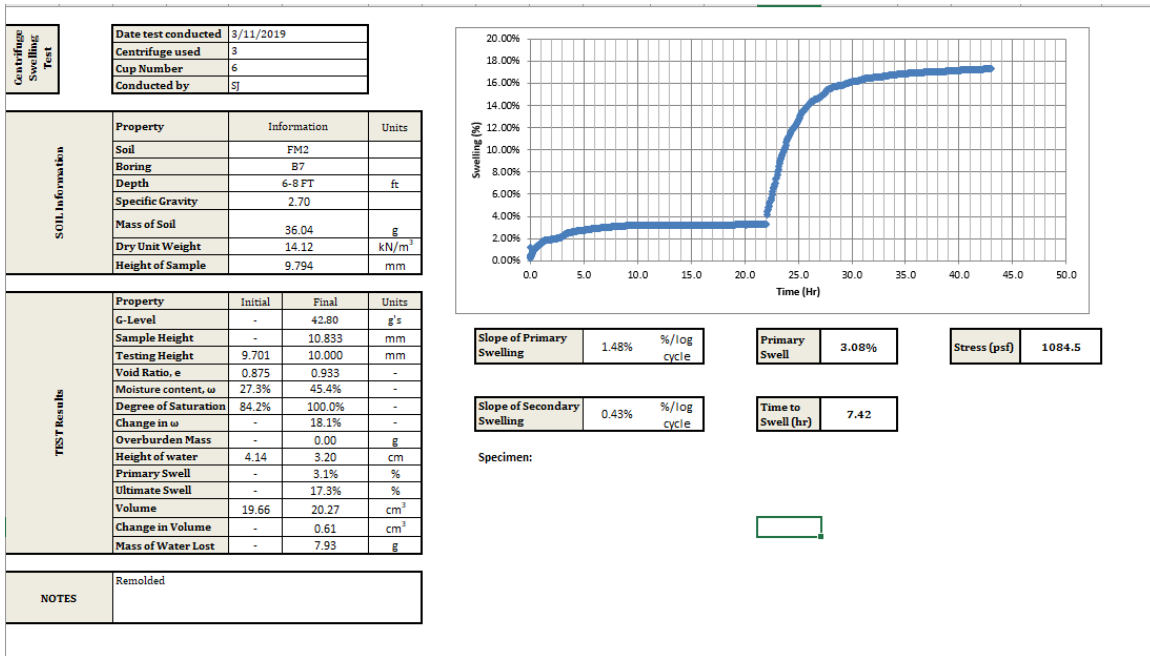 Centrifuge
Swelling
Test
Date test conducted 3/11/2019
Centrifuge used 3
Cup Number 6
Conducted by SJ
SOIL Information
Property Information Units
Soil FM2
Boring B7
Depth 6-8 FT ft
Specific Gravity 2.70
Mass of Soil 36.04 g
Dry Unit Weight 14.12 kN/m³
Height of Sample 9.794 mm
TEST Results
Property Initial Final Units
G-Level - 42.80 g's
Sample Height - 10.833 mm
Testing Height 9.701 10.000 mm
Void Ratio, e 0.875 0.933 -
Moisture content, ω 27.3% 45.4% -
Degree of Saturation 84.2% 100.0% -
Change in ω - 18.1% -
Overburden Mass - 0.00 g
Height of water 4.14 3.20 cm
Primary Swell - 3.1% %
Ultimate Swell - 17.3% %
Volume 19.66 20.27 cm³
Change in Volume - 0.61 cm³
Mass of Water Lost - 7.93 g
NOTES
Remolded
20.00%
18.00%
16.00%
14.00%
12.00%
10.00%
8.00%
6.00%
4.00%
2.00%
0.00%
Swelling (%)
0.0 5.0 10.0 15.0 20.0 25.0 30.0 35.0 40.0 45.0 50.0
Time (Hr)
Slope of Primary
Swelling
1.48%
%/log
cycle
Primary
Swell
3.08%
Stress (psf) 1084.5
Slope of Secondary
Swelling
0.43%
%/log
cycle
Time to
Swell (hr)
7.42
Specimen: